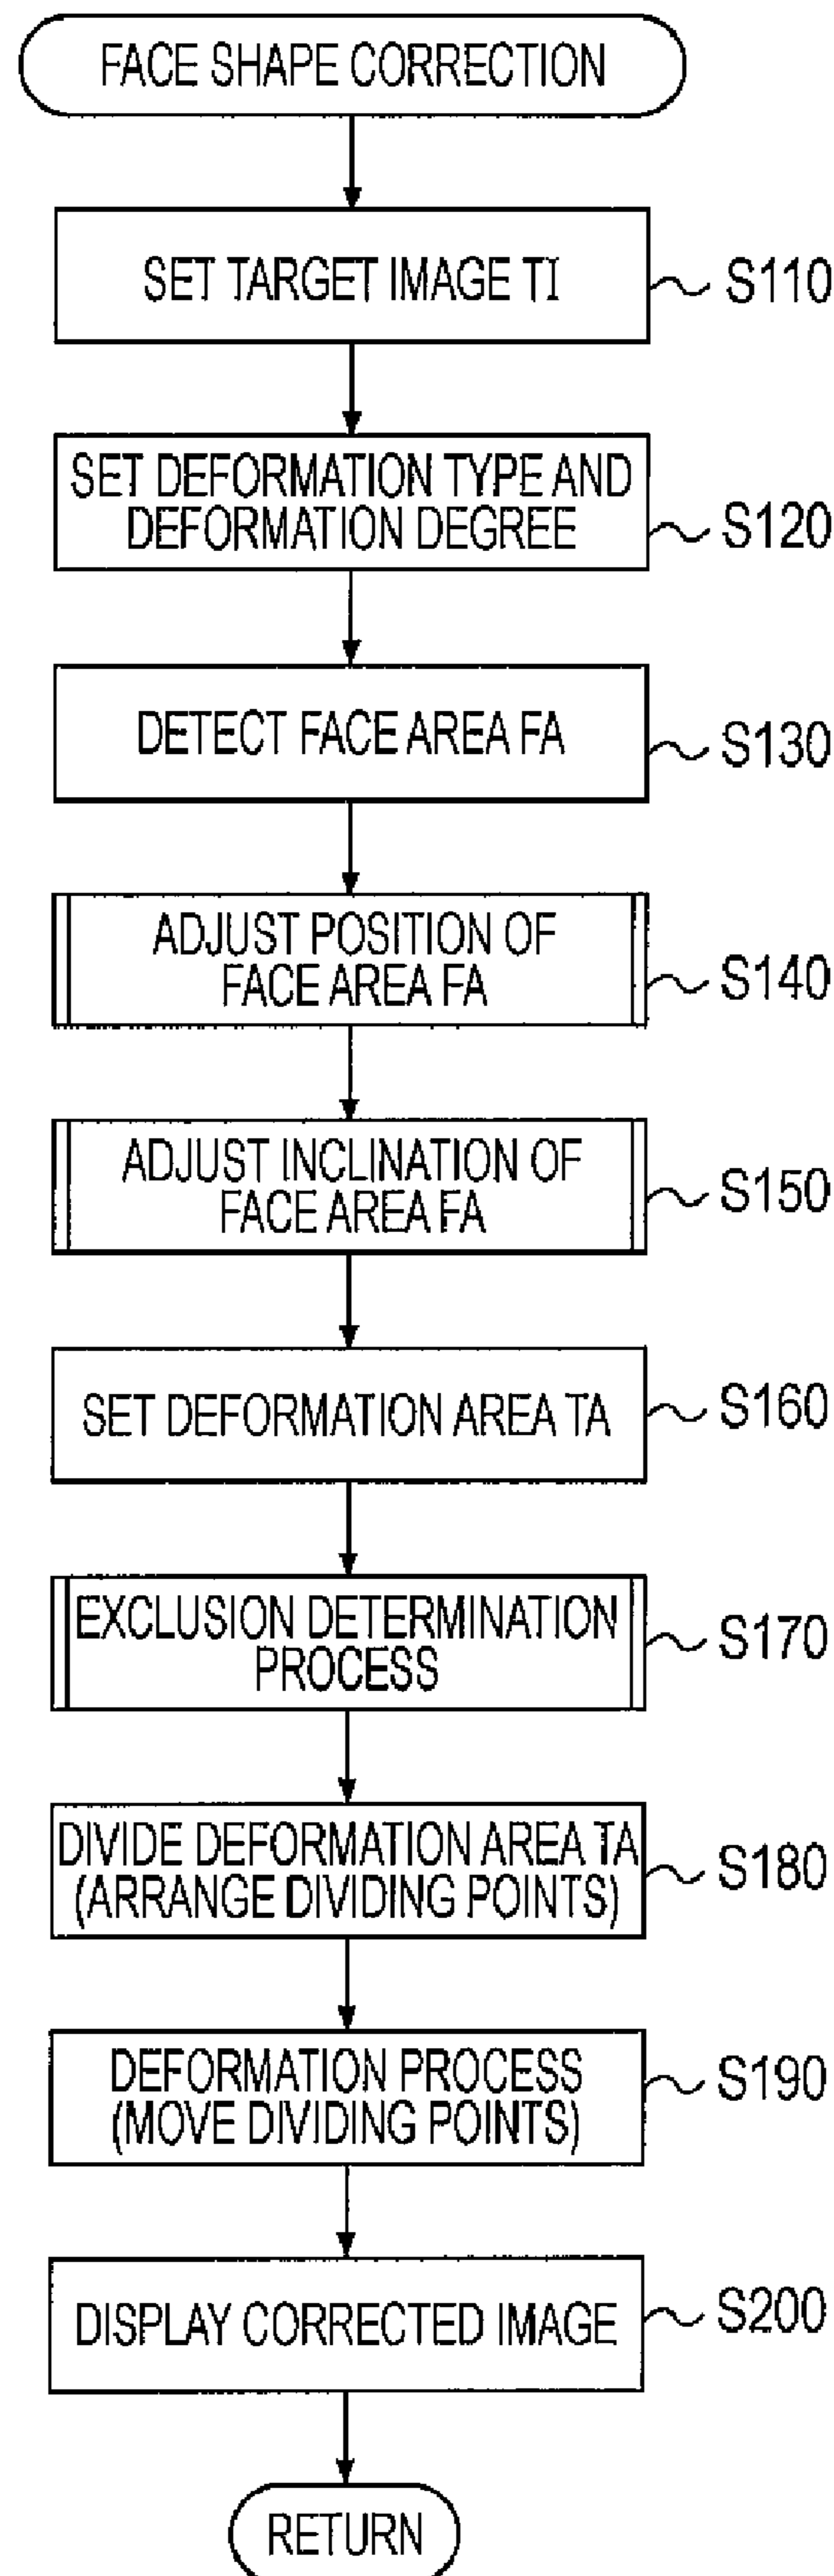 FACE SHAPE CORRECTION
SET TARGET IMAGE TI
S110
SET DEFORMATION TYPE AND
DEFORMATION DEGREE
S120
DETECT FACE AREA FA
S130
ADJUST POSITION OF
FACE AREA FA
S140
ADJUST INCLINATION OF
FACE AREA FA
S150
SET DEFORMATION AREA TA
S160
EXCLUSION DETERMINATION
PROCESS
S170
DIVIDE DEFORMATION AREA TA
(ARRANGE DIVIDING POINTS)
S180
DEFORMATION PROCESS
(MOVE DIVIDING POINTS)
S190
DISPLAY CORRECTED IMAGE
S200
RETURN